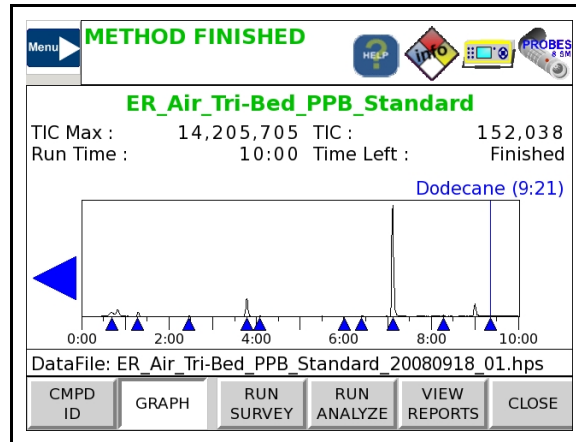 Menu
METHOD FINISHED
HELP
info
PROBES
& SM
ER_Air_Tri-Bed_PPB_Standard
TIC Max : 14,205,705 TIC : 152,038
Run Time : 10:00 Time Left : Finished
Dodecane (9:21)
0:00 2:00 4:00 6:00 8:00 10:00
DataFile: ER_Air_Tri-Bed_PPB_Standard_20080918_01.hps
CMPD ID
GRAPH
RUN SURVEY
RUN ANALYZE
VIEW REPORTS
CLOSE